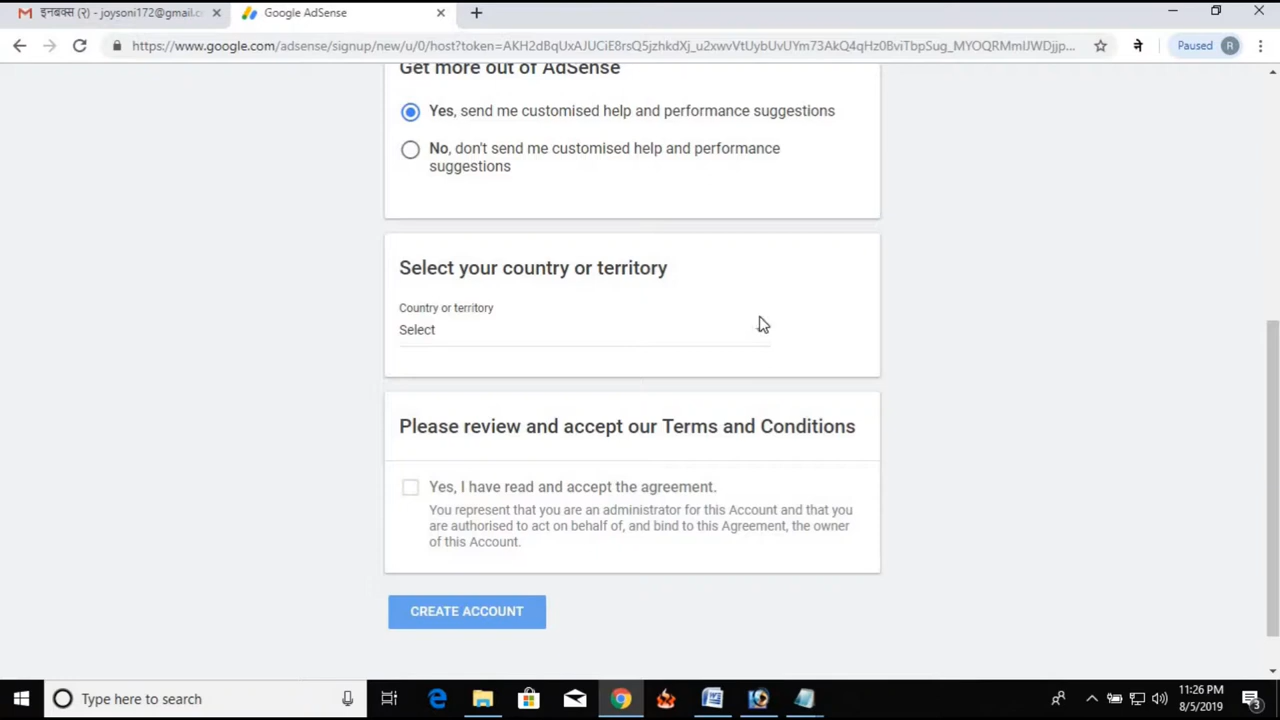 इनबक्स (२) - joysoni172@gmail.c
Google AdSense
https://www.google.com/adsense/signup/new/u/0/host?token=AKH2dBqUxAJUCiE8rsQ5jzhkdXj_u2xwvVtUybUvUYm73AkQ4qHz0BviTbpSug_MYOQRMmIJWDjjp...
ने
Paused R
Get more out of AdSense
Yes, send me customised help and performance suggestions
No, don't send me customised help and performance
suggestions
Select your country or territory
Country or territory
Select
Please review and accept our Terms and Conditions
Yes, I have read and accept the agreement.
You represent that you are an administrator for this Account and that you
are authorised to act on behalf of, and bind to this Agreement, the owner
of this Account.
CREATE ACCOUNT
Type here to search
11:26 PM
8/5/2019
3